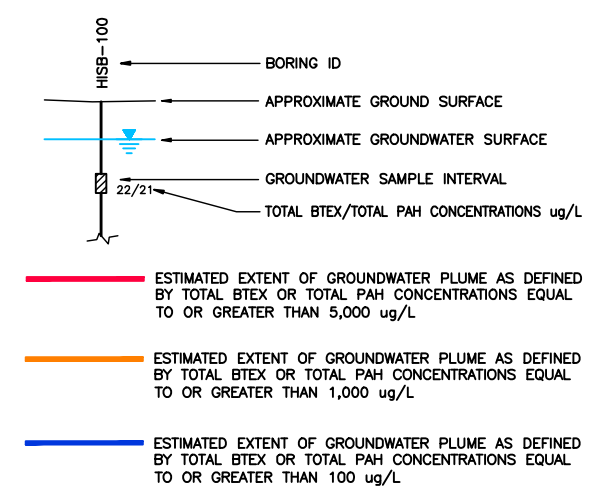 HISB-100
BORING ID
APPROXIMATE GROUND SURFACE
APPROXIMATE GROUNDWATER SURFACE
GROUNDWATER SAMPLE INTERVAL
22/21
TOTAL BTEX/TOTAL PAH CONCENTRATIONS ug/L
ESTIMATED EXTENT OF GROUNDWATER PLUME AS DEFINED
BY TOTAL BTEX OR TOTAL PAH CONCENTRATIONS EQUAL
TO OR GREATER THAN 5,000 ug/L
ESTIMATED EXTENT OF GROUNDWATER PLUME AS DEFINED
BY TOTAL BTEX OR TOTAL PAH CONCENTRATIONS EQUAL
TO OR GREATER THAN 1,000 ug/L
ESTIMATED EXTENT OF GROUNDWATER PLUME AS DEFINED
BY TOTAL BTEX OR TOTAL PAH CONCENTRATIONS EQUAL
TO OR GREATER THAN 100 ug/L